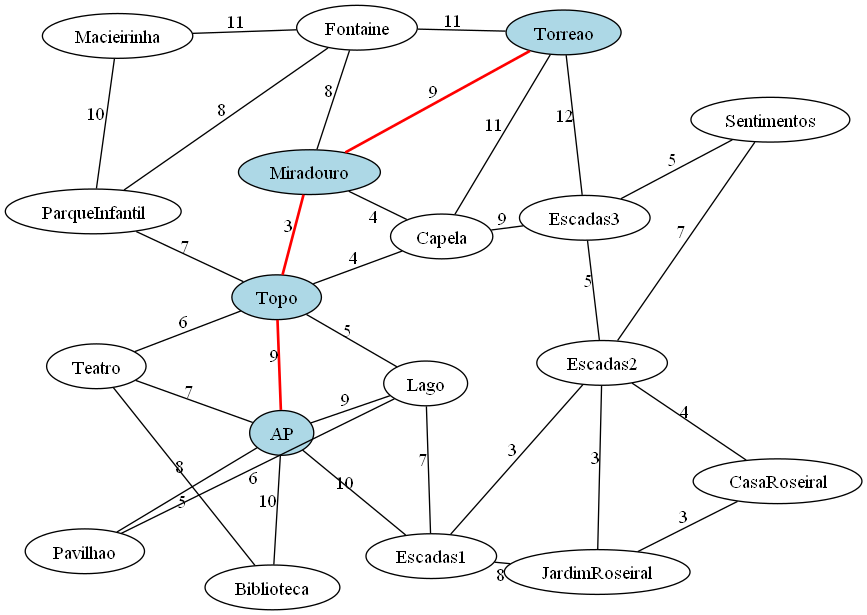 11
Fontaine
11
Macieirinha
Torreao
10
8
8
9
11
12
Sentimentos
Miradouro
5
ParqueInfantil
4
Capela
9
Escadas3
7
7
3
4
5
Topo
6
5
9
Teatro
Escadas2
7
Lago
9
4
AP
8
5
6
10
10
7
3
3
CasaRoseiral
3
Pavilhao
Escadas1
8
JardimRoseiral
Biblioteca